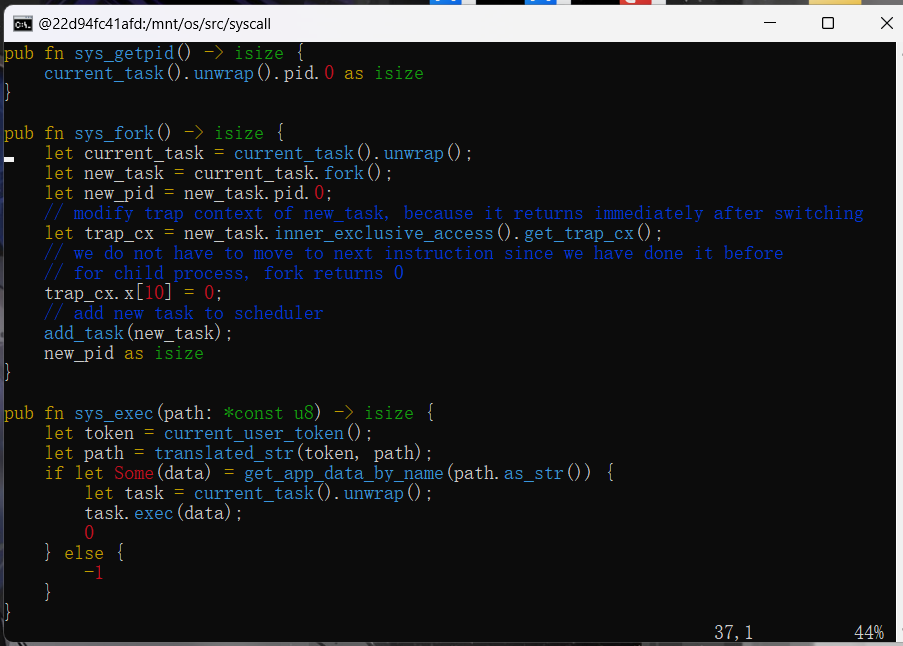 @22d94fc41afd:/mnt/os/src/syscall
pub fn sys_getpid() -> isize {
    current_task().unwrap().pid.0 as isize
}

pub fn sys_fork() -> isize {
    let current_task = current_task().unwrap();
    let new_task = current_task.fork();
    let new_pid = new_task.pid.0;
    // modify trap context of new_task, because it returns immediately after switching
    let trap_cx = new_task.inner_exclusive_access().get_trap_cx();
    // we do not have to move to next instruction since we have done it before
    // for child process, fork returns 0
    trap_cx.x[10] = 0;
    // add new task to scheduler
    add_task(new_task);
    new_pid as isize
}

pub fn sys_exec(path: *const u8) -> isize {
    let token = current_user_token();
    let path = translated_str(token, path);
    if let Some(data) = get_app_data_by_name(path.as_str()) {
        let task = current_task().unwrap();
        task.exec(data);
        0
    } else {
        -1
    }
}
37,1 44%